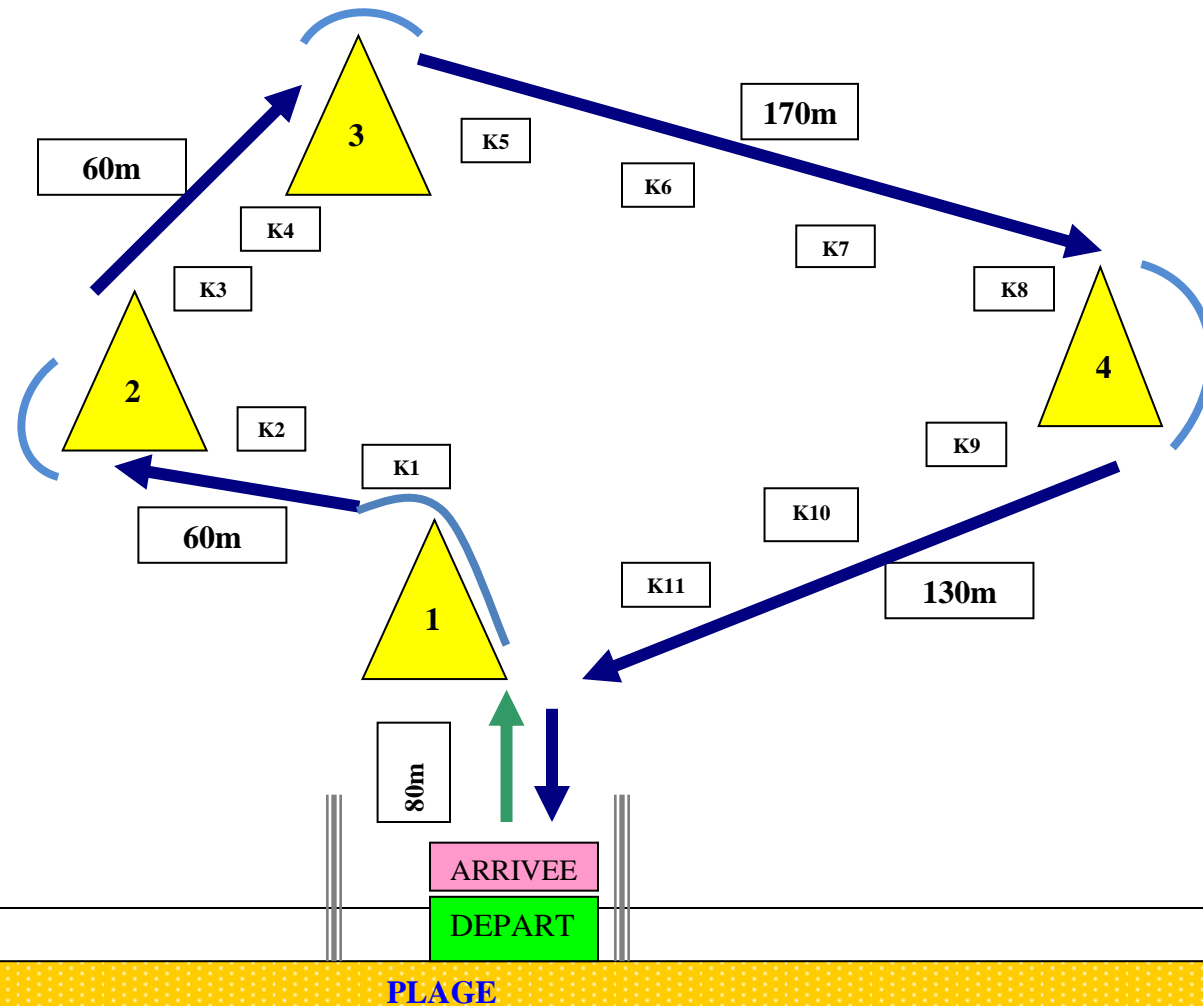 3
170m
K5
60m
K6
K4
K7
K3
K8
4
2
K2
K9
K1
K10
60m
K11
130m
1
80m
ARRIVEE
DEPART
PLAGE